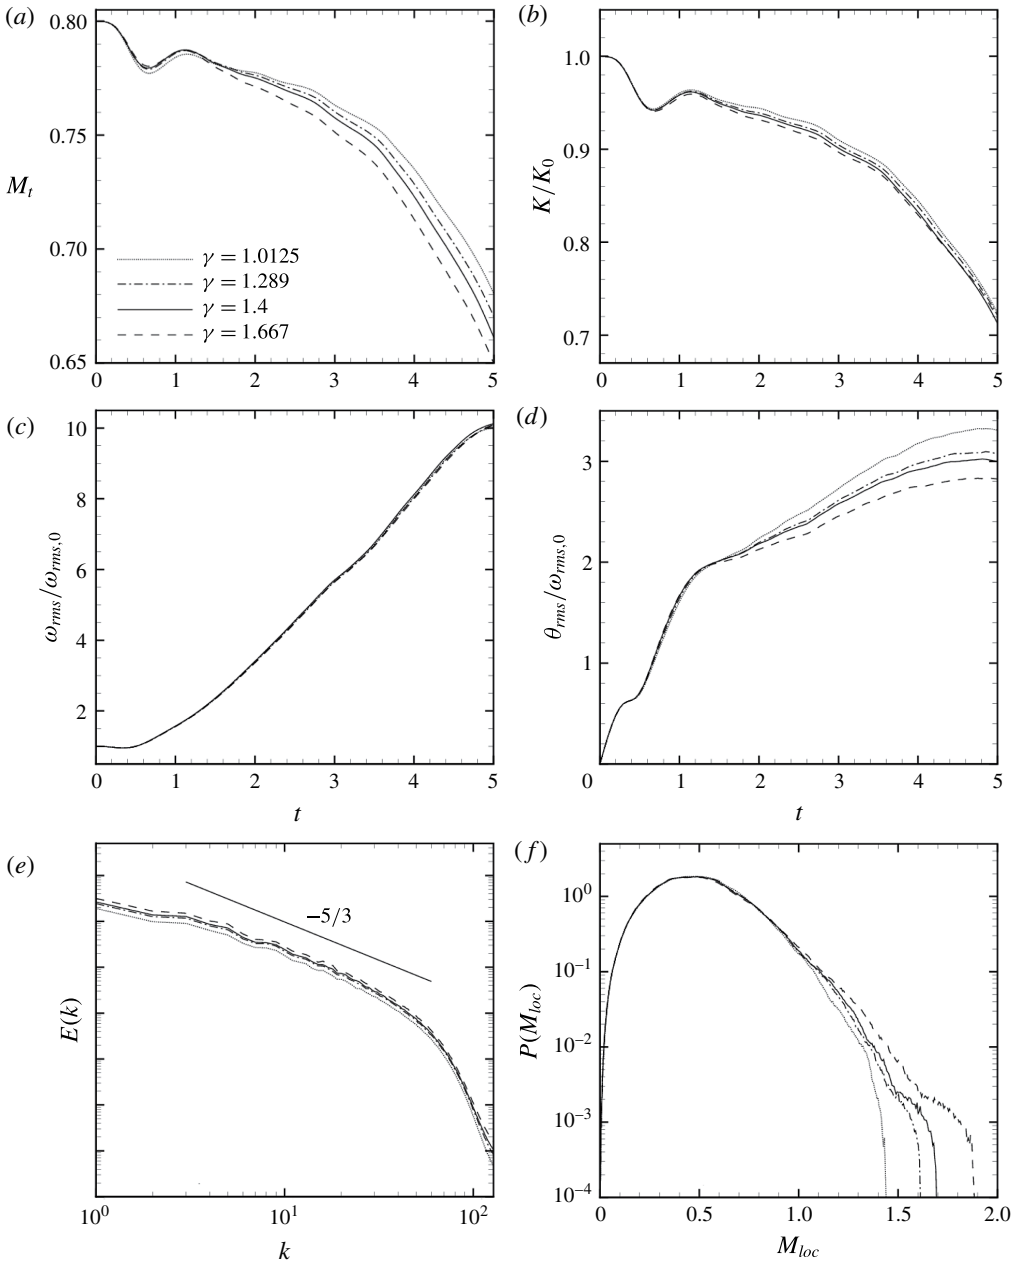 (a)
0.80
0.75
0.70
0.65
M_t
γ = 1.0125
γ = 1.289
γ = 1.4
γ = 1.667
0 1 2 3 4 5
(b)
1.0
0.9
0.8
0.7
K/K_0
0 1 2 3 4 5
(c)
10
8
6
4
2
ω_rms/ω_rms,0
0 1 2 3 4 5
t
(d)
3
2
1
0
θ_rms/ω_rms,0
0 1 2 3 4 5
t
(e)
E(k)
−5/3
10^0 10^1 10^2
k
(f)
10^0
10^−1
10^−2
10^−3
10^−4
P(M_loc)
0 0.5 1.0 1.5 2.0
M_loc